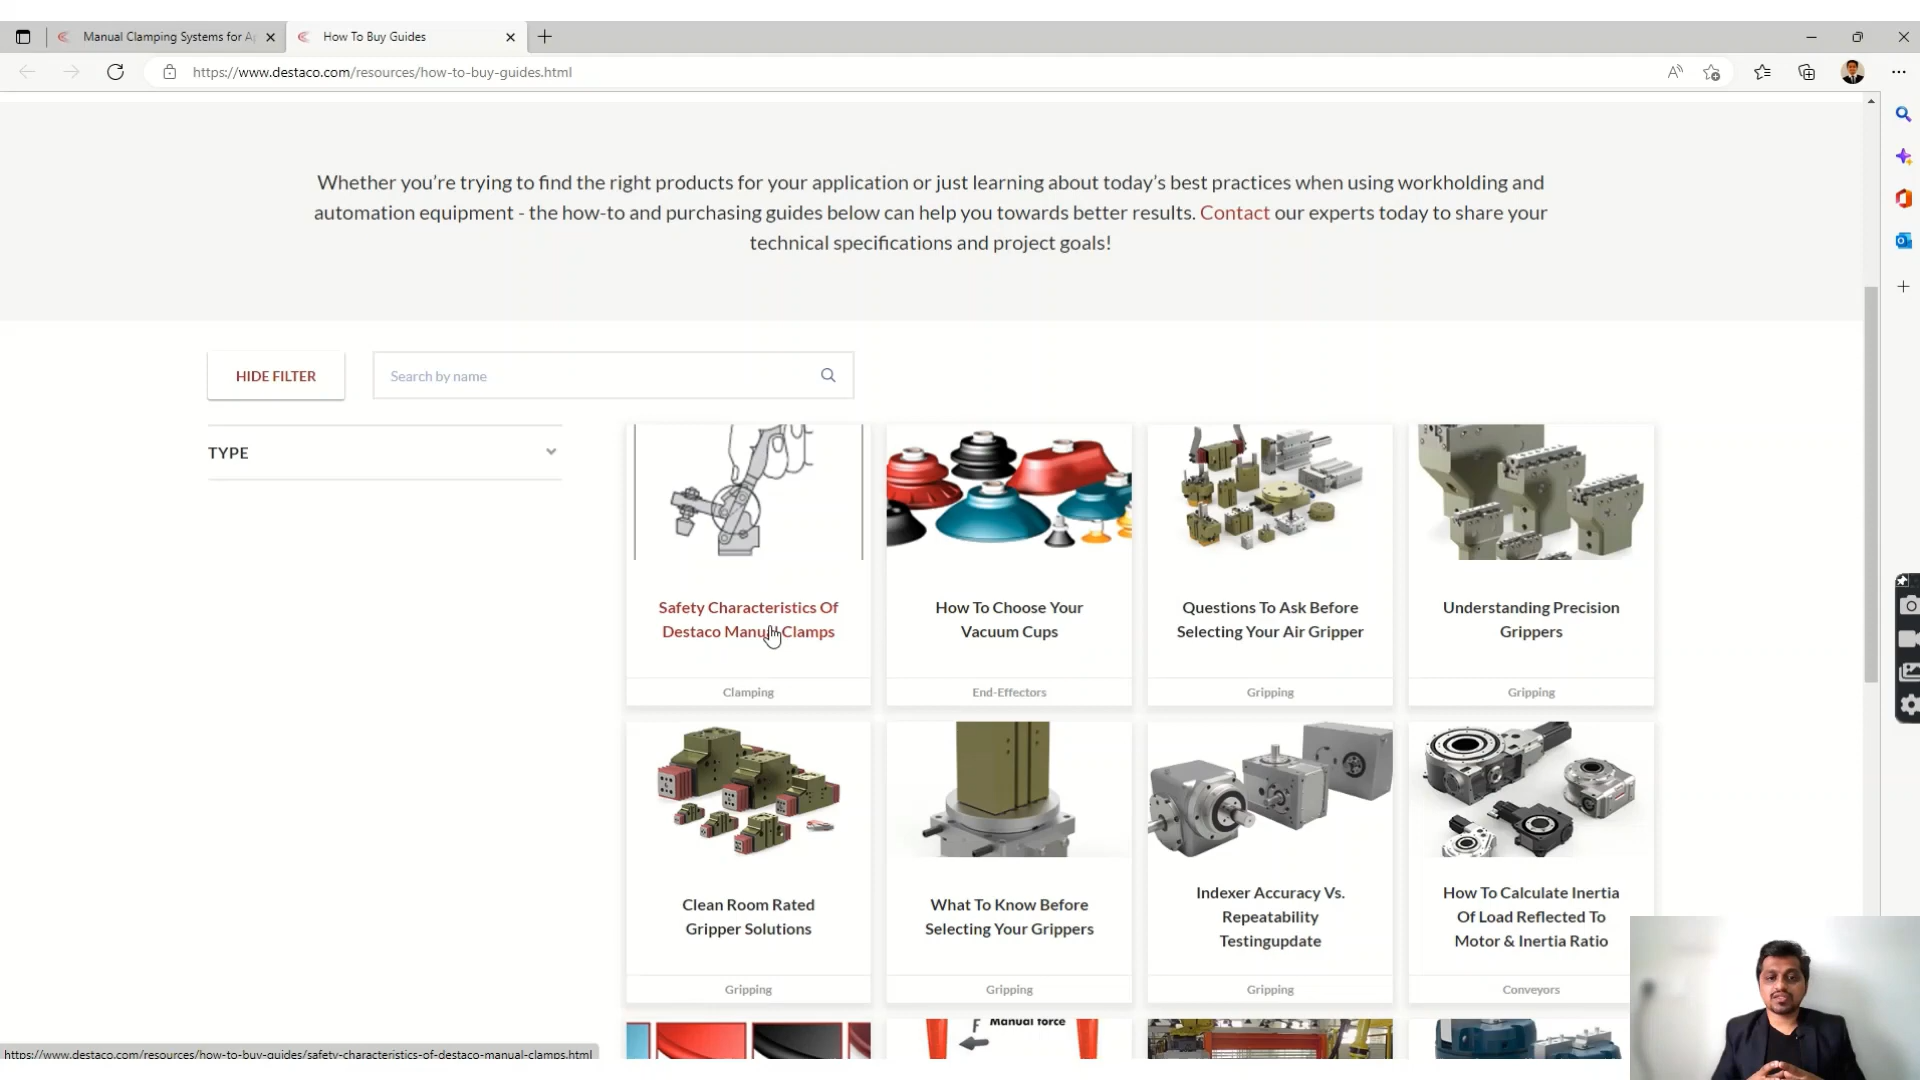 Manual Clamping Systems for Ap
How To Buy Guides
https://www.destaco.com/resources/how-to-buy-guides.html
Whether you're trying to find the right products for your application or just learning about today's best practices when using workholding and
automation equipment - the how-to and purchasing guides below can help you towards better results. Contact our experts today to share your
technical specifications and project goals!
HIDE FILTER
Search by name
TYPE
Safety Characteristics Of
Destaco Manual Clamps
Clamping
How To Choose Your
Vacuum Cups
End-Effectors
Questions To Ask Before
Selecting Your Air Gripper
Gripping
Understanding Precision
Grippers
Gripping
Clean Room Rated
Gripper Solutions
Gripping
What To Know Before
Selecting Your Grippers
Gripping
Indexer Accuracy Vs.
Repeatability
Testingupdate
Gripping
How To Calculate Inertia
Of Load Reflected To
Motor & Inertia Ratio
Conveyors
F Manual force
https://www.destaco.com/resources/how-to-buy-guides/safety-characteristics-of-destaco-manual-clamps.html